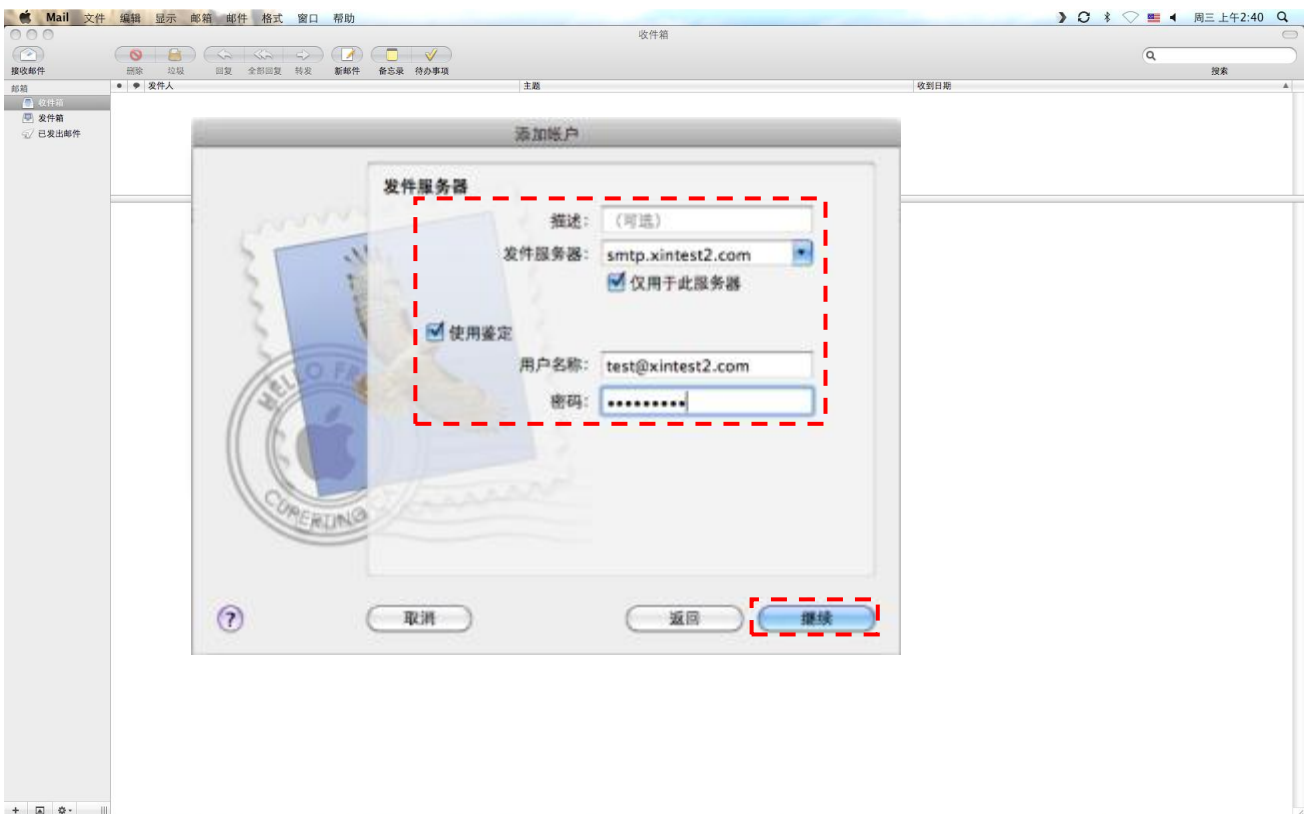 Mail 文件 编辑 显示 邮箱 邮件 格式 窗口 帮助 周三 上午2:40
收件箱
接收邮件 删除 垃圾 回复 全部回复 转发 新邮件 备忘录 待办事项 搜索
邮箱 发件人 主题 收到日期
收件箱
发件箱
已发出邮件
添加帐户
发件服务器
描述: (可选)
发件服务器: smtp.xintest2.com
仅用于此服务器
使用鉴定
用户名称: test@xintest2.com
密码: •••••••••
HELLO FR
CUPERTINO
CA
? 取消 返回 继续